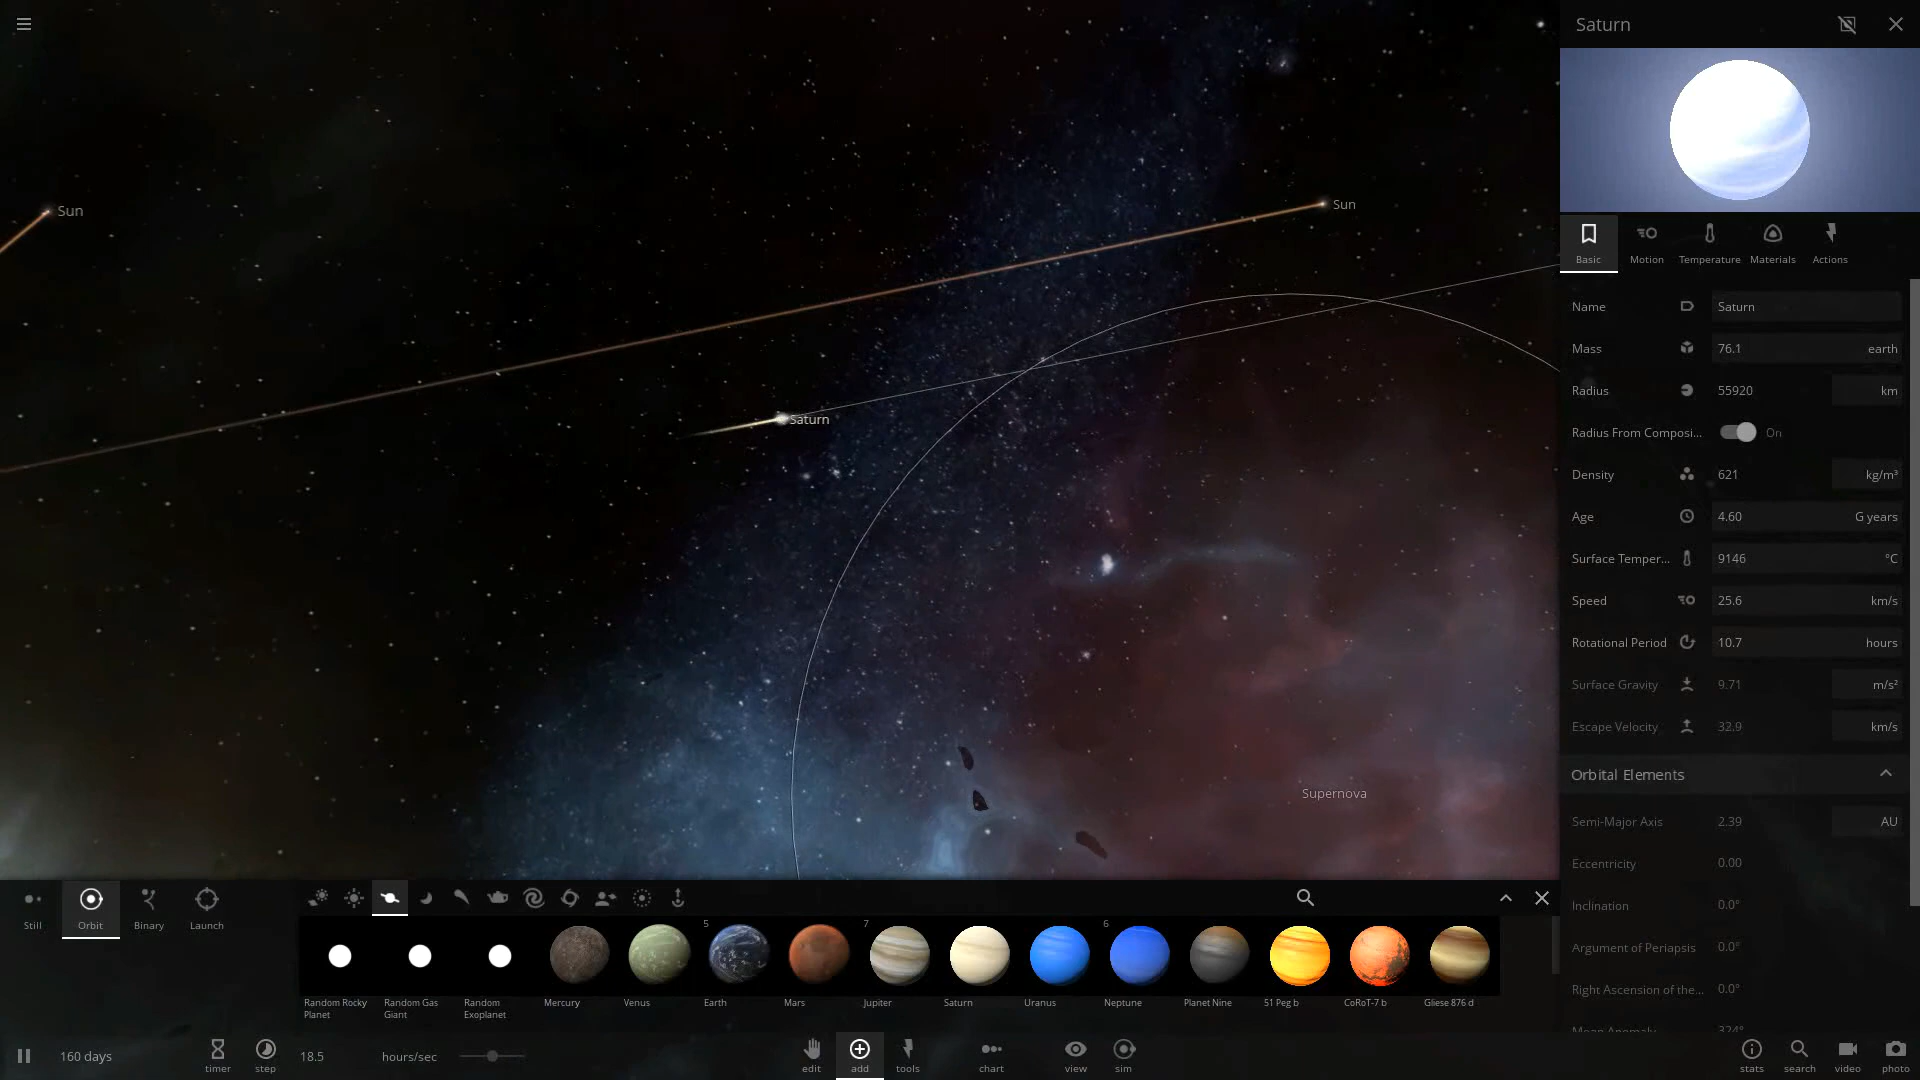 Saturn
Sun
Sun
Saturn
Supernova
Basic
Motion
Temperature
Materials
Actions
Name Saturn
Mass 76.1 earth
Radius 55920 km
Radius From Composi... On
Density 621 kg/m³
Age 4.60 G years
Surface Temper... 9146 °C
Speed 25.6 km/s
Rotational Period 10.7 hours
Surface Gravity 9.71 m/s²
Escape Velocity 32.9 km/s
Orbital Elements
Semi-Major Axis 2.39 AU
Eccentricity 0.00
Inclination 0.0°
Argument of Periapsis 0.0°
Right Ascension of the... 0.0°
Mean Anomaly 324°
Still
Orbit
Binary
Launch
5
7
6
Random Rocky Planet
Random Gas Giant
Random Exoplanet
Mercury
Venus
Earth
Mars
Jupiter
Saturn
Uranus
Neptune
Planet Nine
51 Peg b
CoRoT-7 b
Gliese 876 d
160 days
timer
step
18.5 hours/sec
edit
add
tools
chart
view
sim
stats
search
video
photo